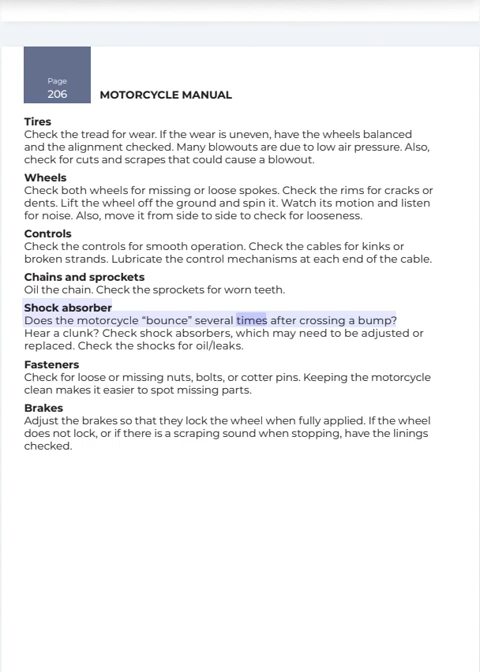 Page
206
MOTORCYCLE MANUAL
Tires
Check the tread for wear. If the wear is uneven, have the wheels balanced
and the alignment checked. Many blowouts are due to low air pressure. Also,
check for cuts and scrapes that could cause a blowout.
Wheels
Check both wheels for missing or loose spokes. Check the rims for cracks or
dents. Lift the wheel off the ground and spin it. Watch its motion and listen
for noise. Also, move it from side to side to check for looseness.
Controls
Check the controls for smooth operation. Check the cables for kinks or
broken strands. Lubricate the control mechanisms at each end of the cable.
Chains and sprockets
Oil the chain. Check the sprockets for worn teeth.
Shock absorber
Does the motorcycle “bounce” several times after crossing a bump?
Hear a clunk? Check shock absorbers, which may need to be adjusted or
replaced. Check the shocks for oil/leaks.
Fasteners
Check for loose or missing nuts, bolts, or cotter pins. Keeping the motorcycle
clean makes it easier to spot missing parts.
Brakes
Adjust the brakes so that they lock the wheel when fully applied. If the wheel
does not lock, or if there is a scraping sound when stopping, have the linings
checked.